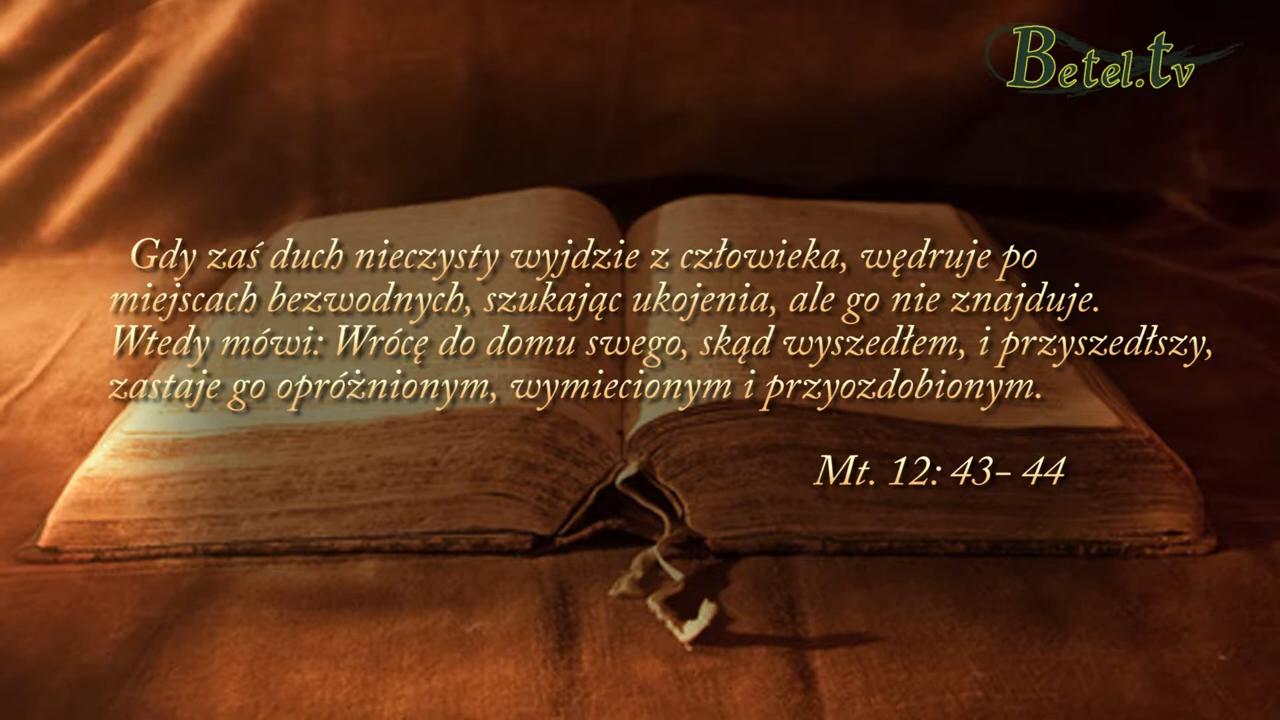 Betel.tv
Gdy zaś duch nieczysty wyjdzie z człowieka, wędruje po
miejscach bezwodnych, szukając ukojenia, ale go nie znajduje.
Wtedy mówi: Wrócę do domu swego, skąd wyszedłem, i przyszedłszy,
zastaje go opróżnionym, wymiecionym i przyozdobionym.
Mt. 12: 43- 44